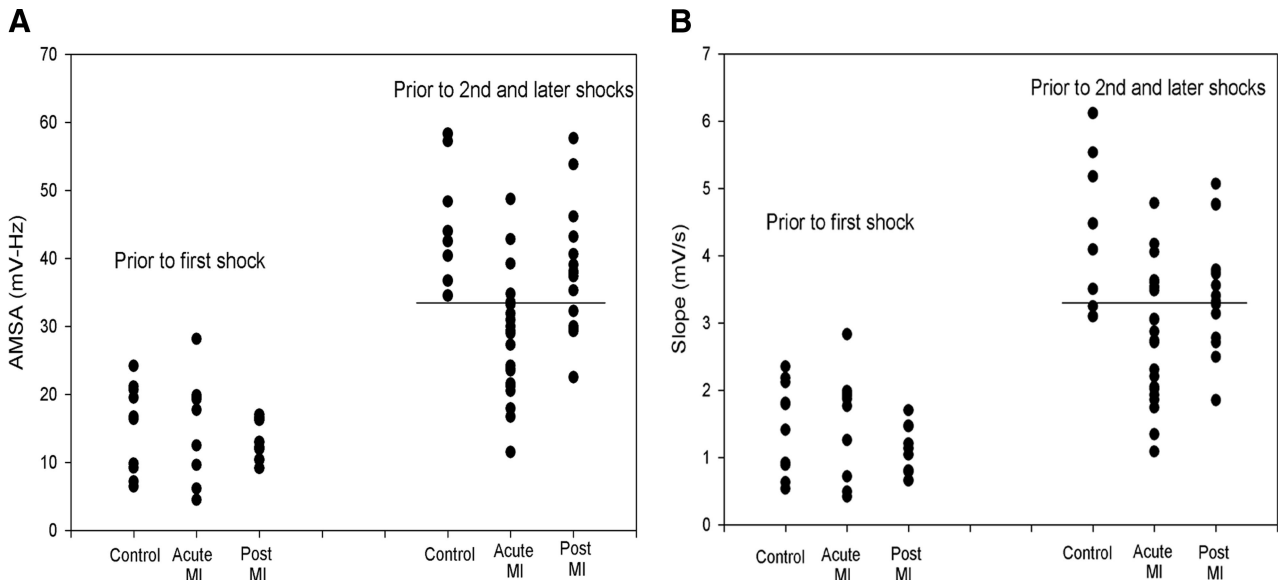 A
70
60
50
40
30
20
10
0
AMSA (mV-Hz)
Prior to first shock
Prior to 2nd and later shocks
Control
Acute
MI
Post
MI
Control
Acute
MI
Post
MI
B
7
6
5
4
3
2
1
0
Slope (mV/s)
Prior to first shock
Prior to 2nd and later shocks
Control
Acute
MI
Post
MI
Control
Acute
MI
Post
MI